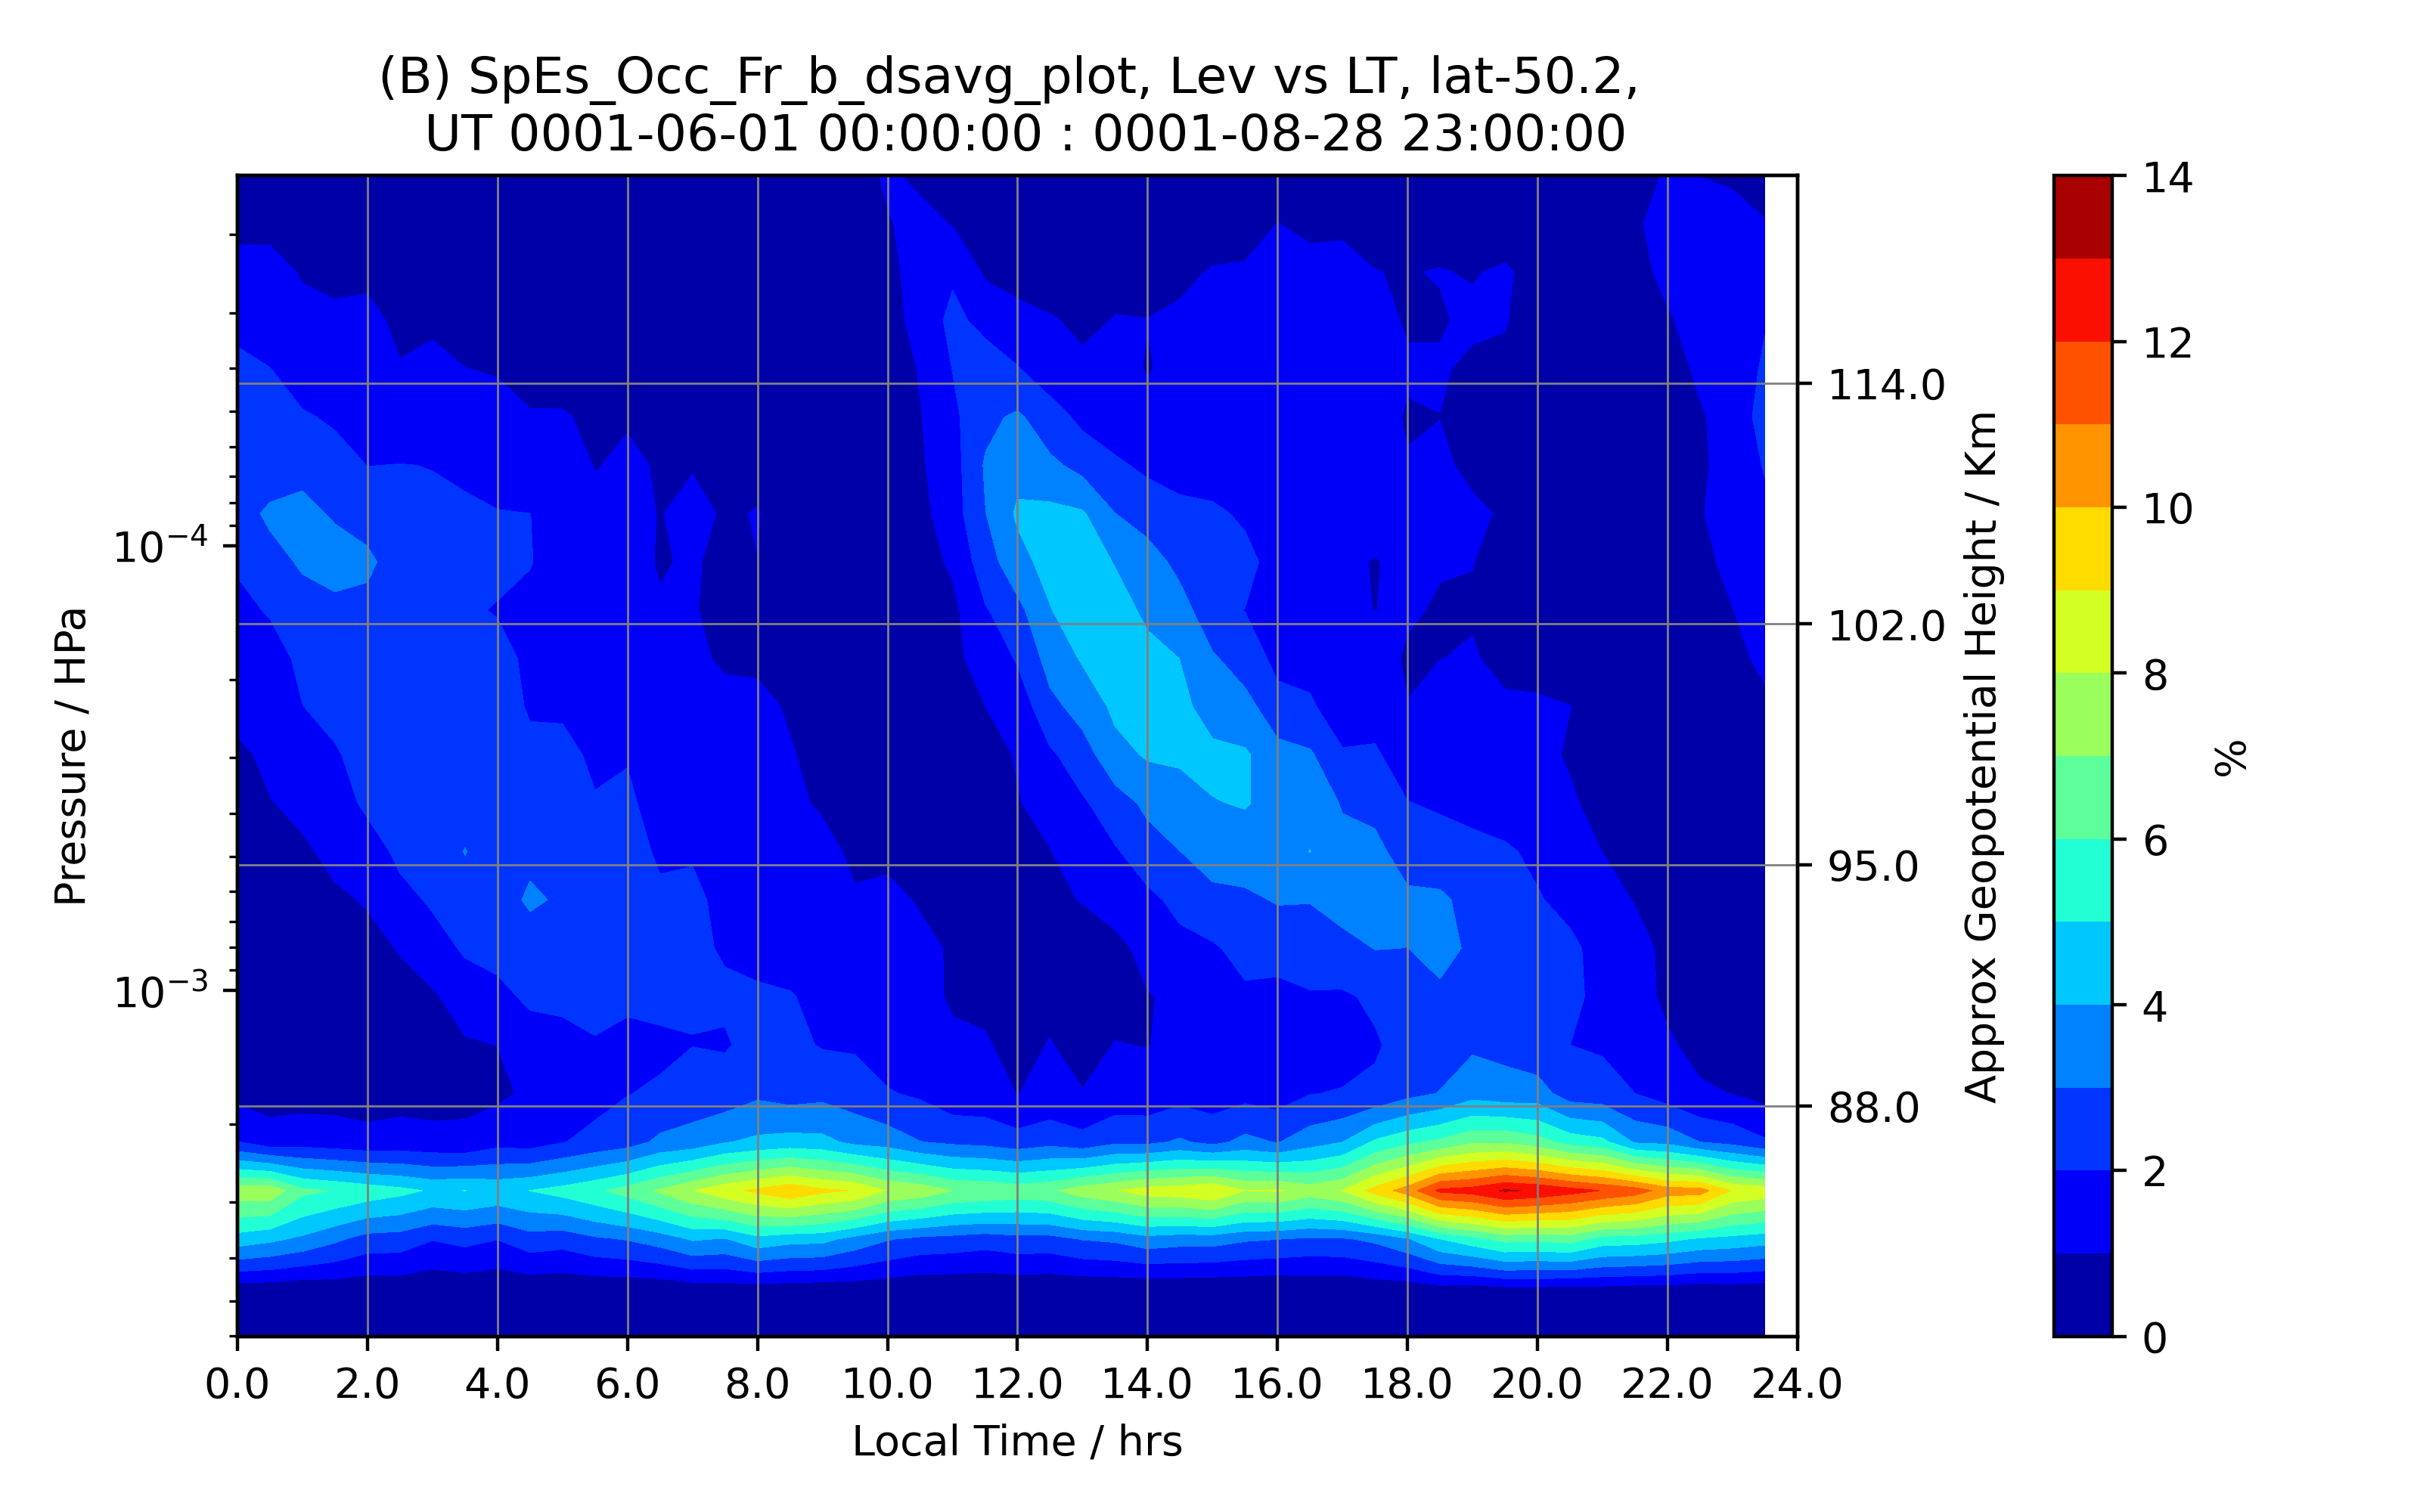 (B) SpEs_Occ_Fr_b_dsavg_plot, Lev vs LT, lat-50.2,
UT 0001-06-01 00:00:00 : 0001-08-28 23:00:00
Pressure / HPa
10−4
10−3
0.0 2.0 4.0 6.0 8.0 10.0 12.0 14.0 16.0 18.0 20.0 22.0 24.0
Local Time / hrs
114.0
102.0
95.0
88.0
Approx Geopotential Height / Km
14
12
10
8
6
4
2
0
%